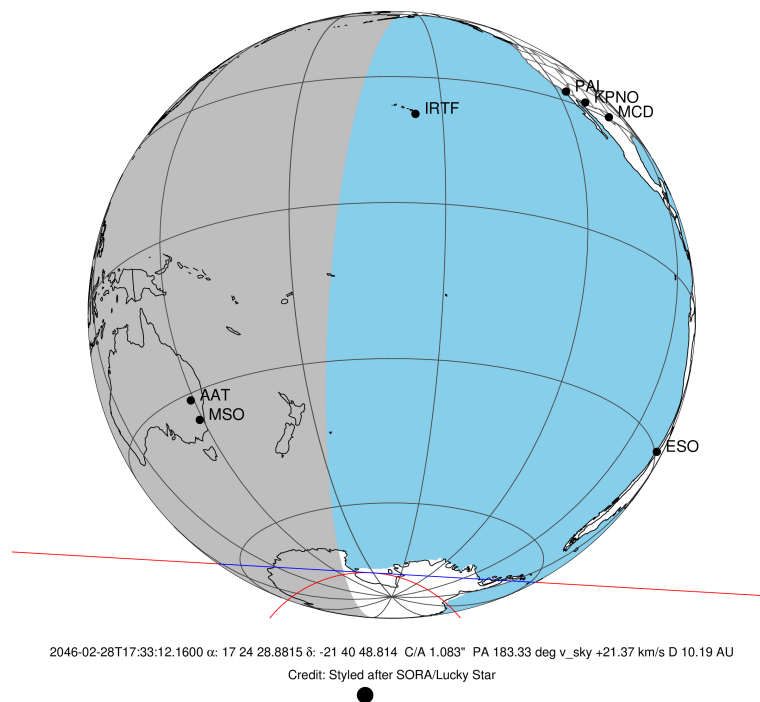 PAL
KPNO
MCD
IRTF
AAT
MSO
ESO
2046-02-28T17:33:12.1600 α: 17 24 28.8815 δ: -21 40 48.814 C/A 1.083" PA 183.33 deg v_sky +21.37 km/s D 10.19 AU
Credit: Styled after SORA/Lucky Star